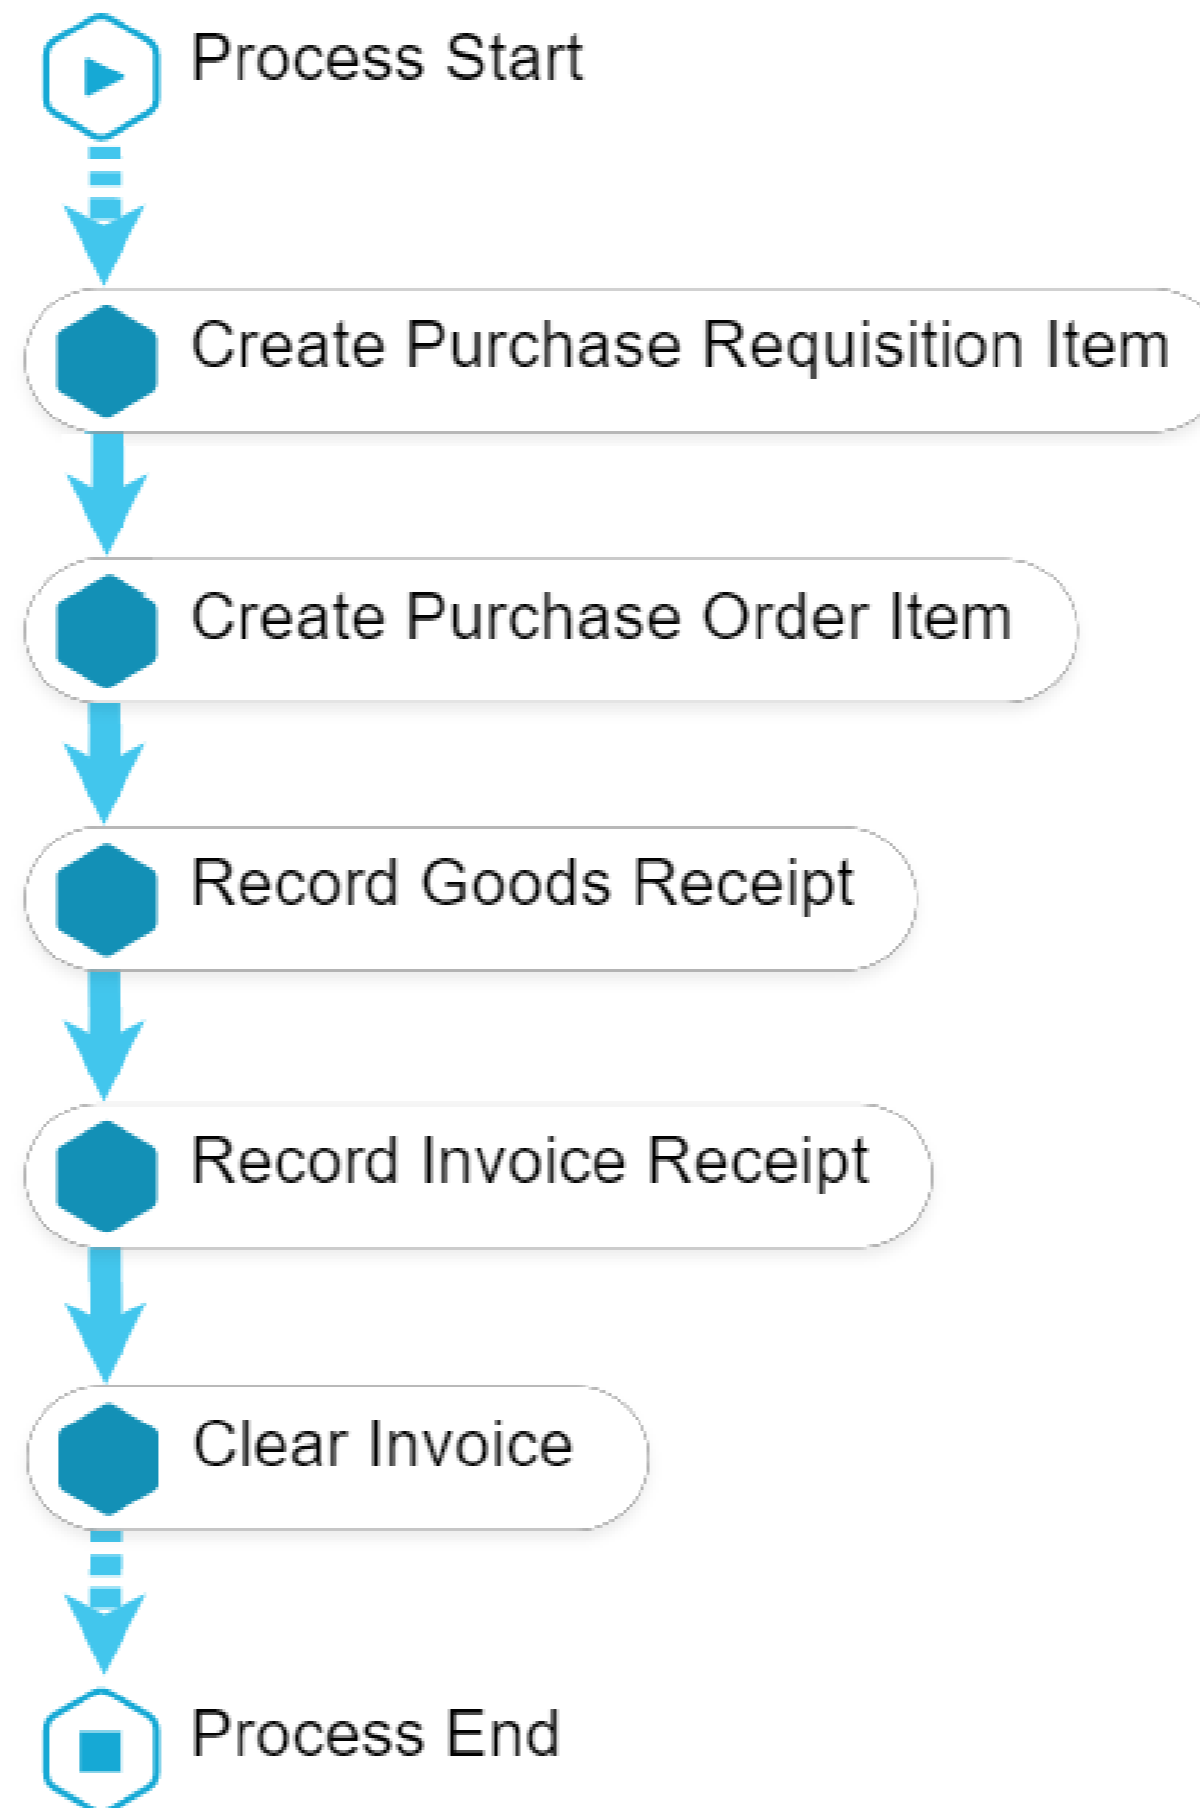 Process Start
Create Purchase Requisition Item
Create Purchase Order Item
Record Goods Receipt
Record Invoice Receipt
Clear Invoice
Process End